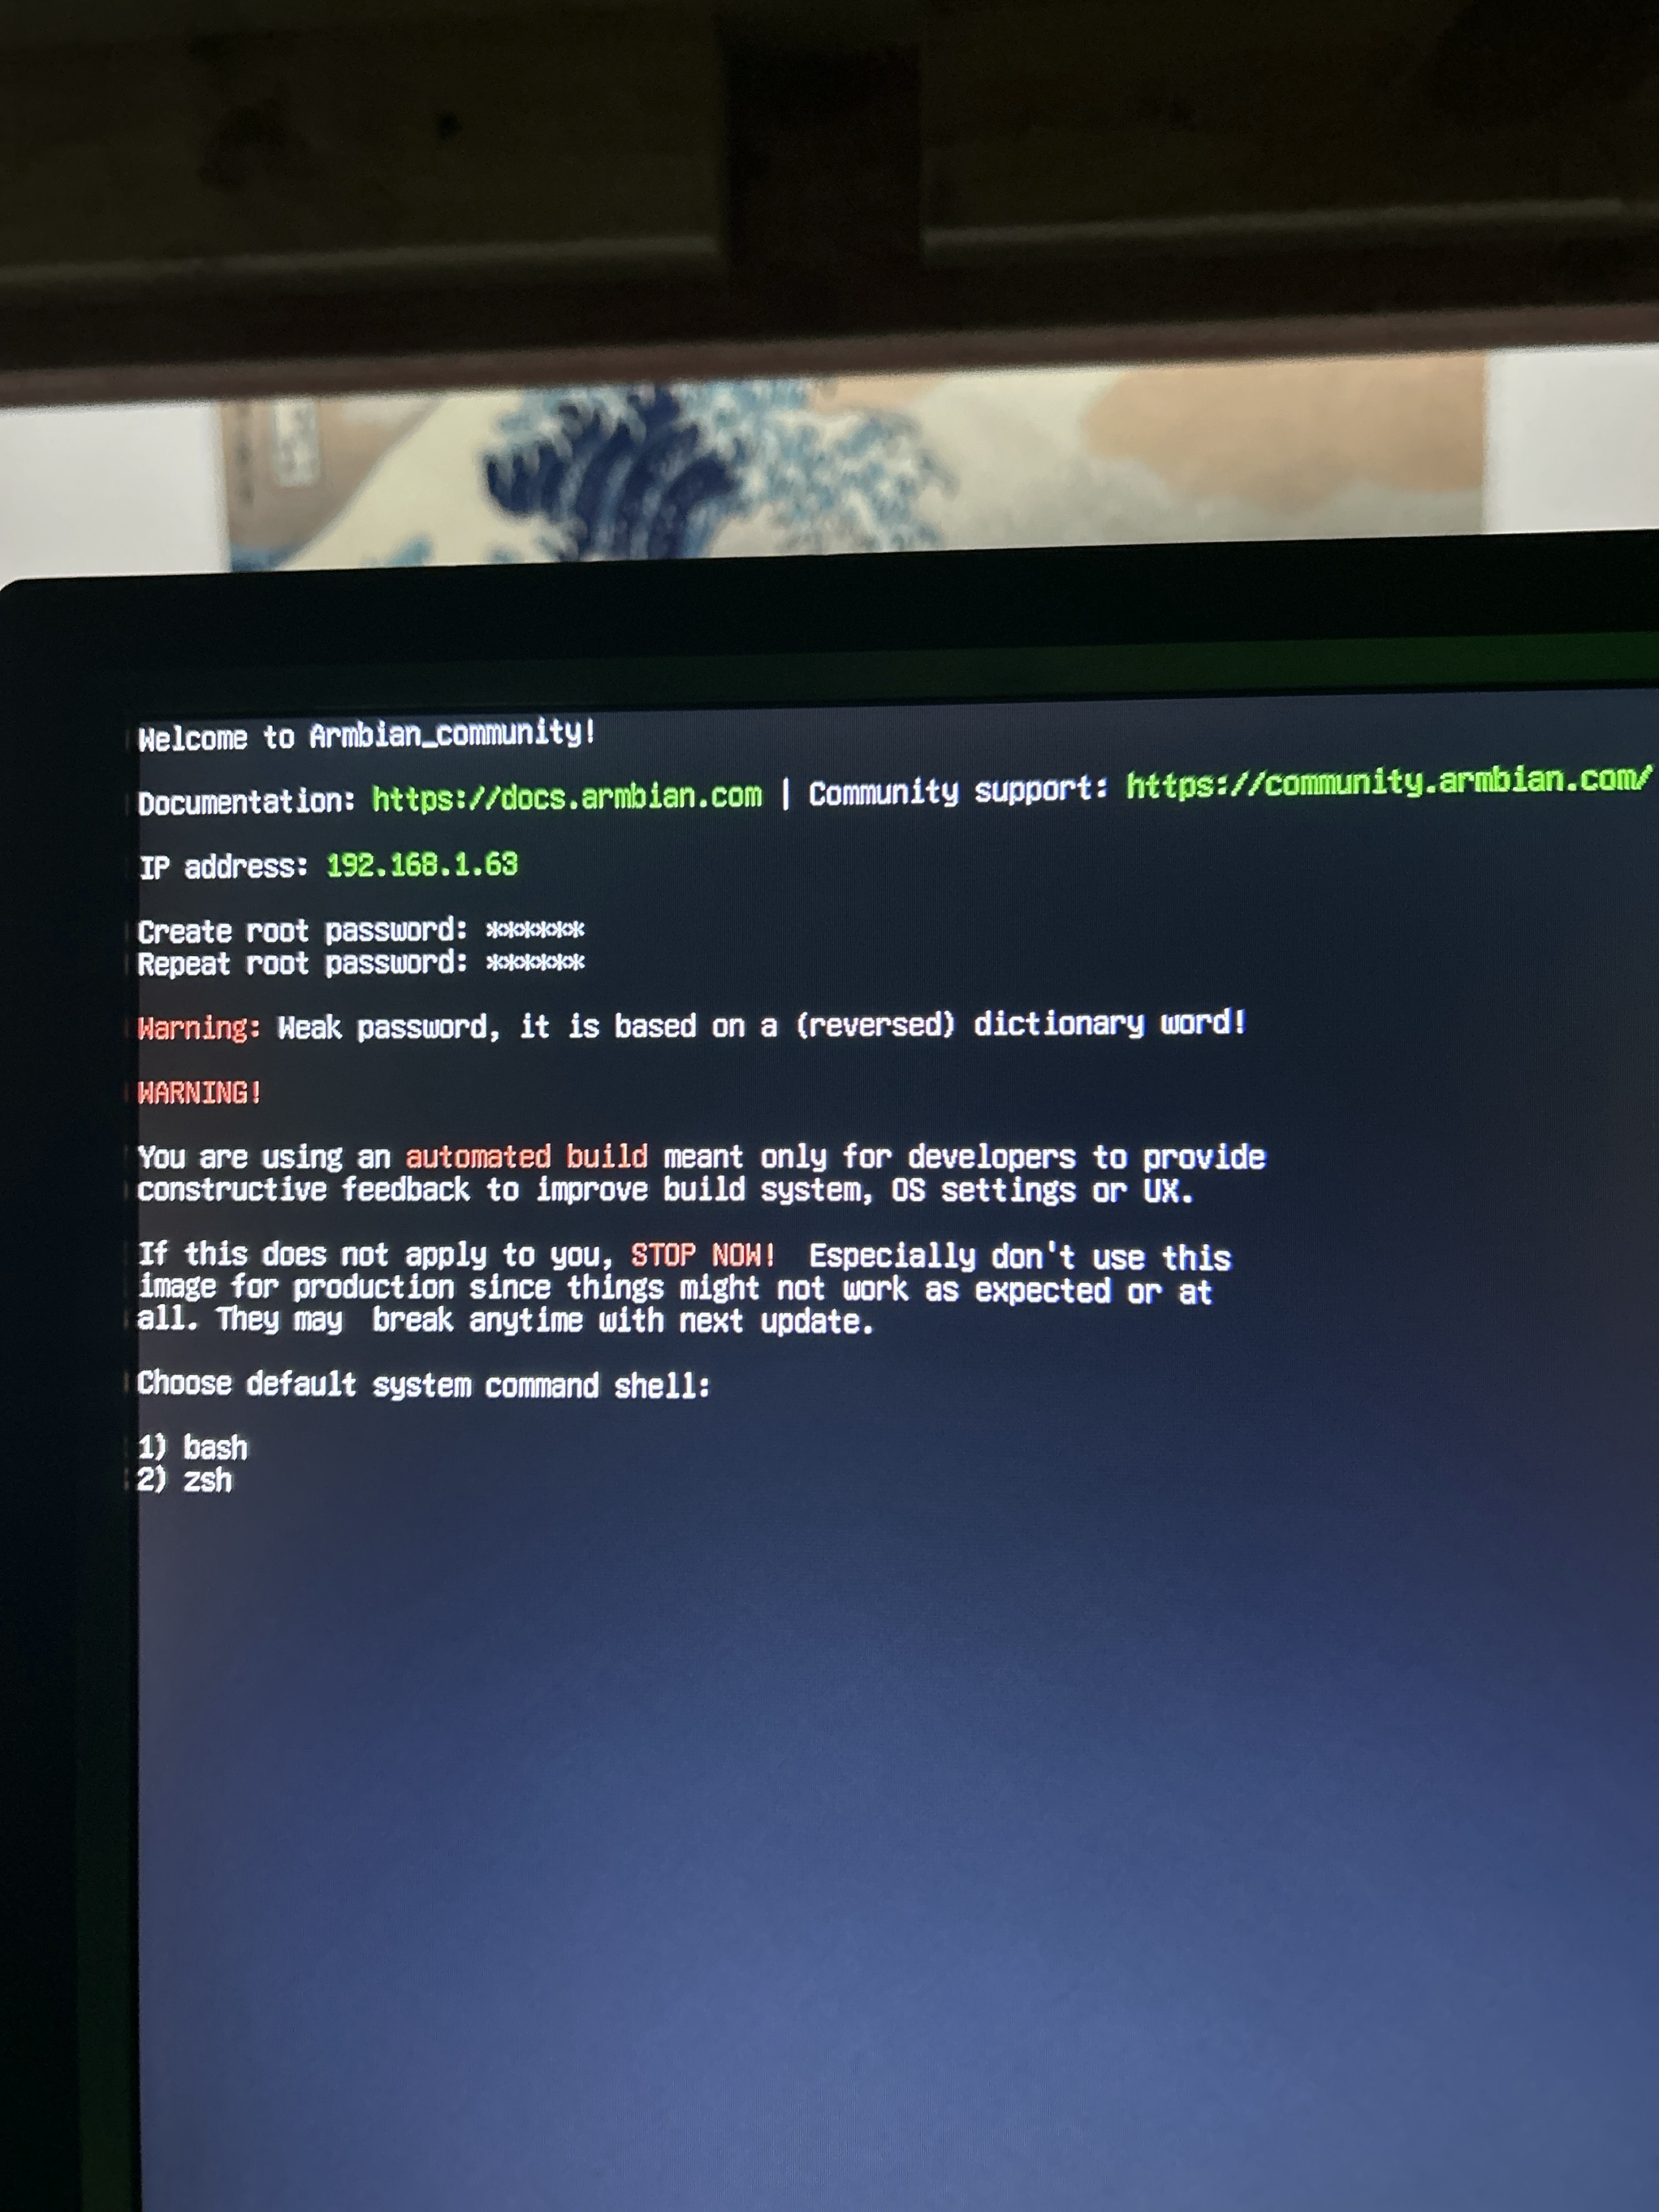 Welcome to Armbian_community!
Documentation: https://docs.armbian.com | Community support: https://community.armbian.com/
IP address: 192.168.1.63
Create root password: ******
Repeat root password: ******
Warning: Weak password, it is based on a (reversed) dictionary word!
WARNING!
You are using an automated build meant only for developers to provide
constructive feedback to improve build system, OS settings or UX.
If this does not apply to you, STOP NOW!  Especially don't use this
image for production since things might not work as expected or at
all. They may  break anytime with next update.
Choose default system command shell:
1) bash
2) zsh